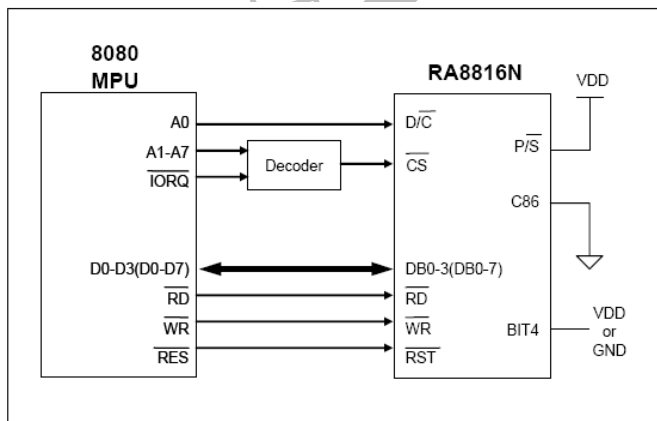 8080
MPU
RA8816N
VDD
A0
D/C
P/S
A1-A7
Decoder
IORQ
CS
C86
D0-D3(D0-D7)
DB0-3(DB0-7)
RD
RD
WR
WR
BIT4
VDD
or
GND
RES
RST